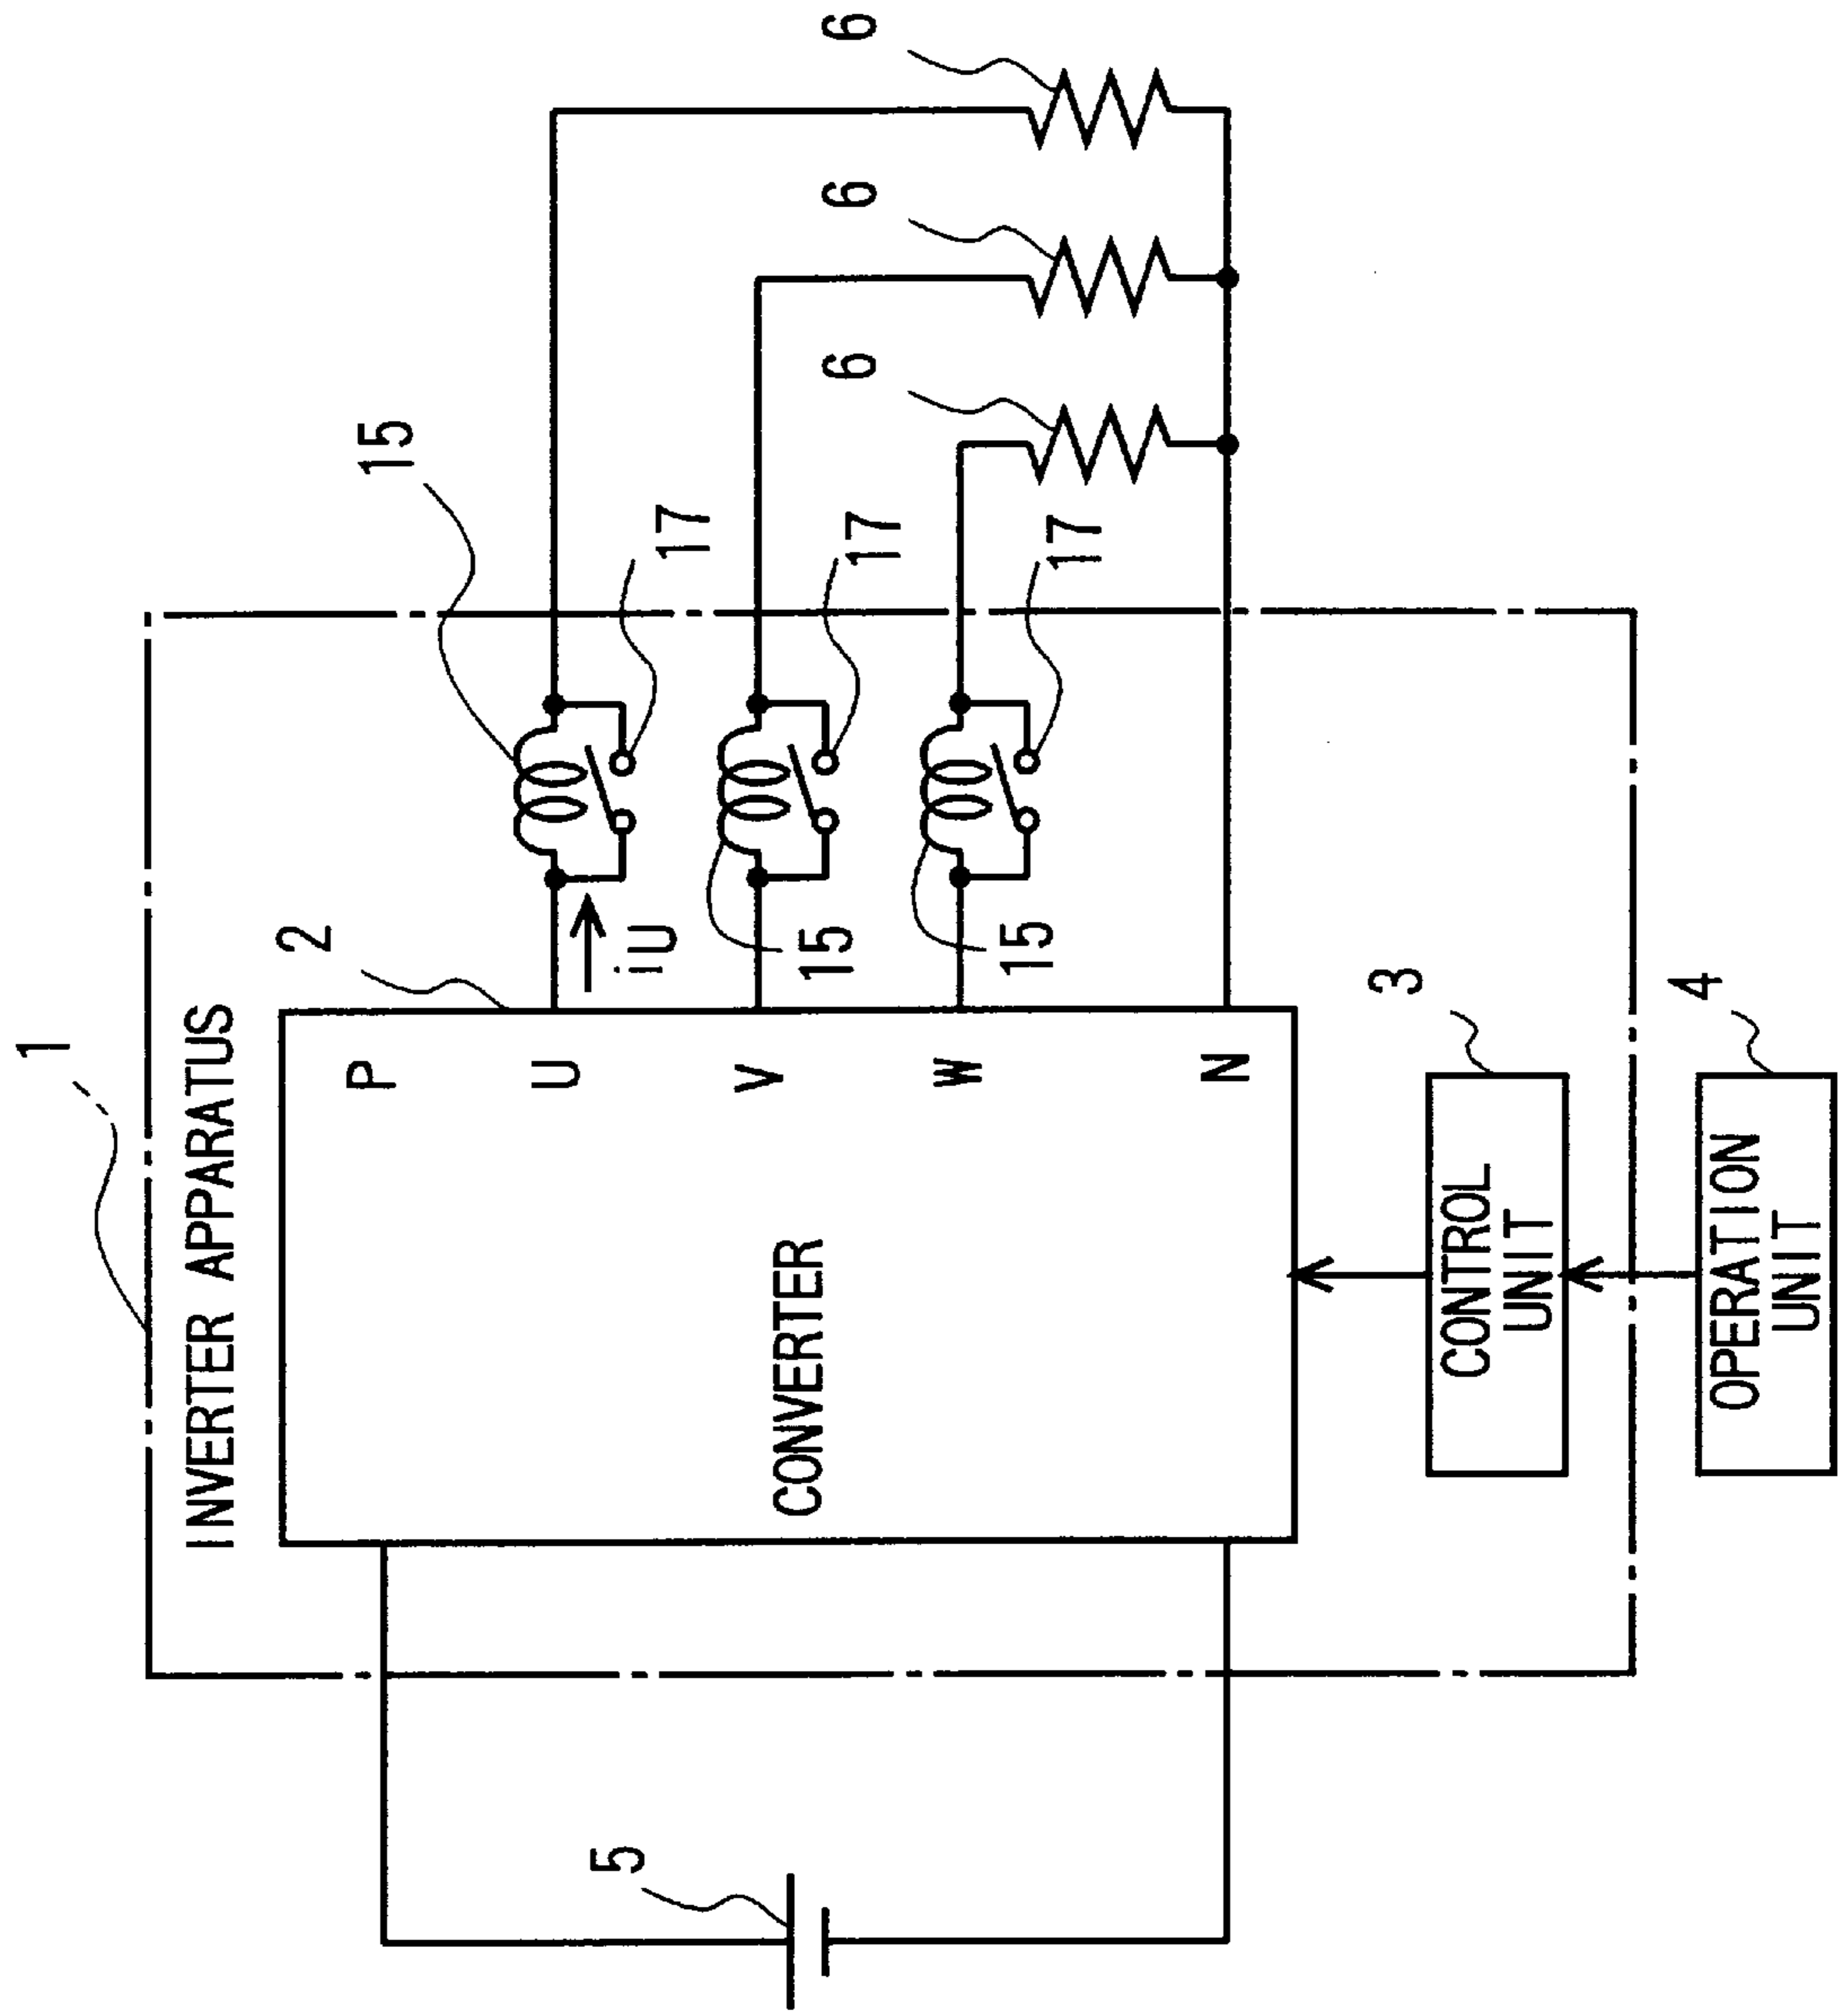 1
INVERTER APPARATUS
2
15
6
6
6
P
U
iU
17
V
15
17
W
15
17
N
CONVERTER
5
3
CONTROL
UNIT
4
OPERATION
UNIT